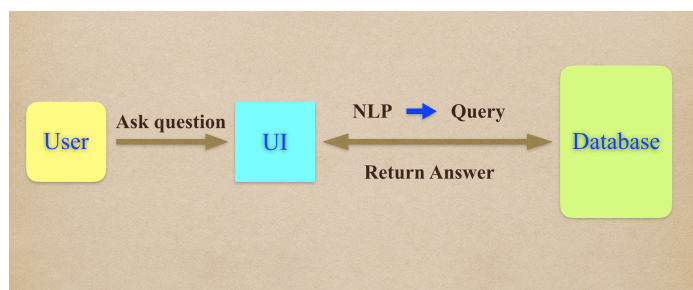 User
Ask question
UI
NLP Query
Return Answer
Database